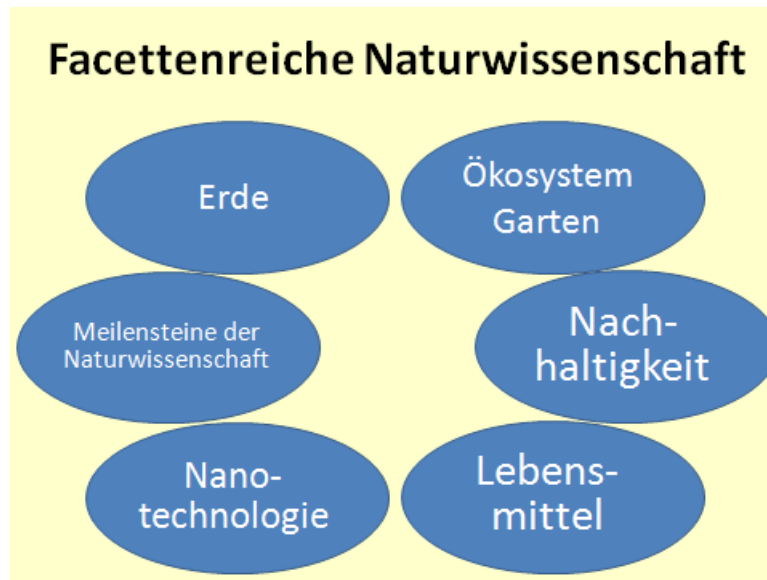 Facettenreiche Naturwissenschaft
Erde
Ökosystem
Garten
Meilensteine der
Naturwissenschaft
Nach-
haltigkeit
Nano-
technologie
Lebens-
mittel